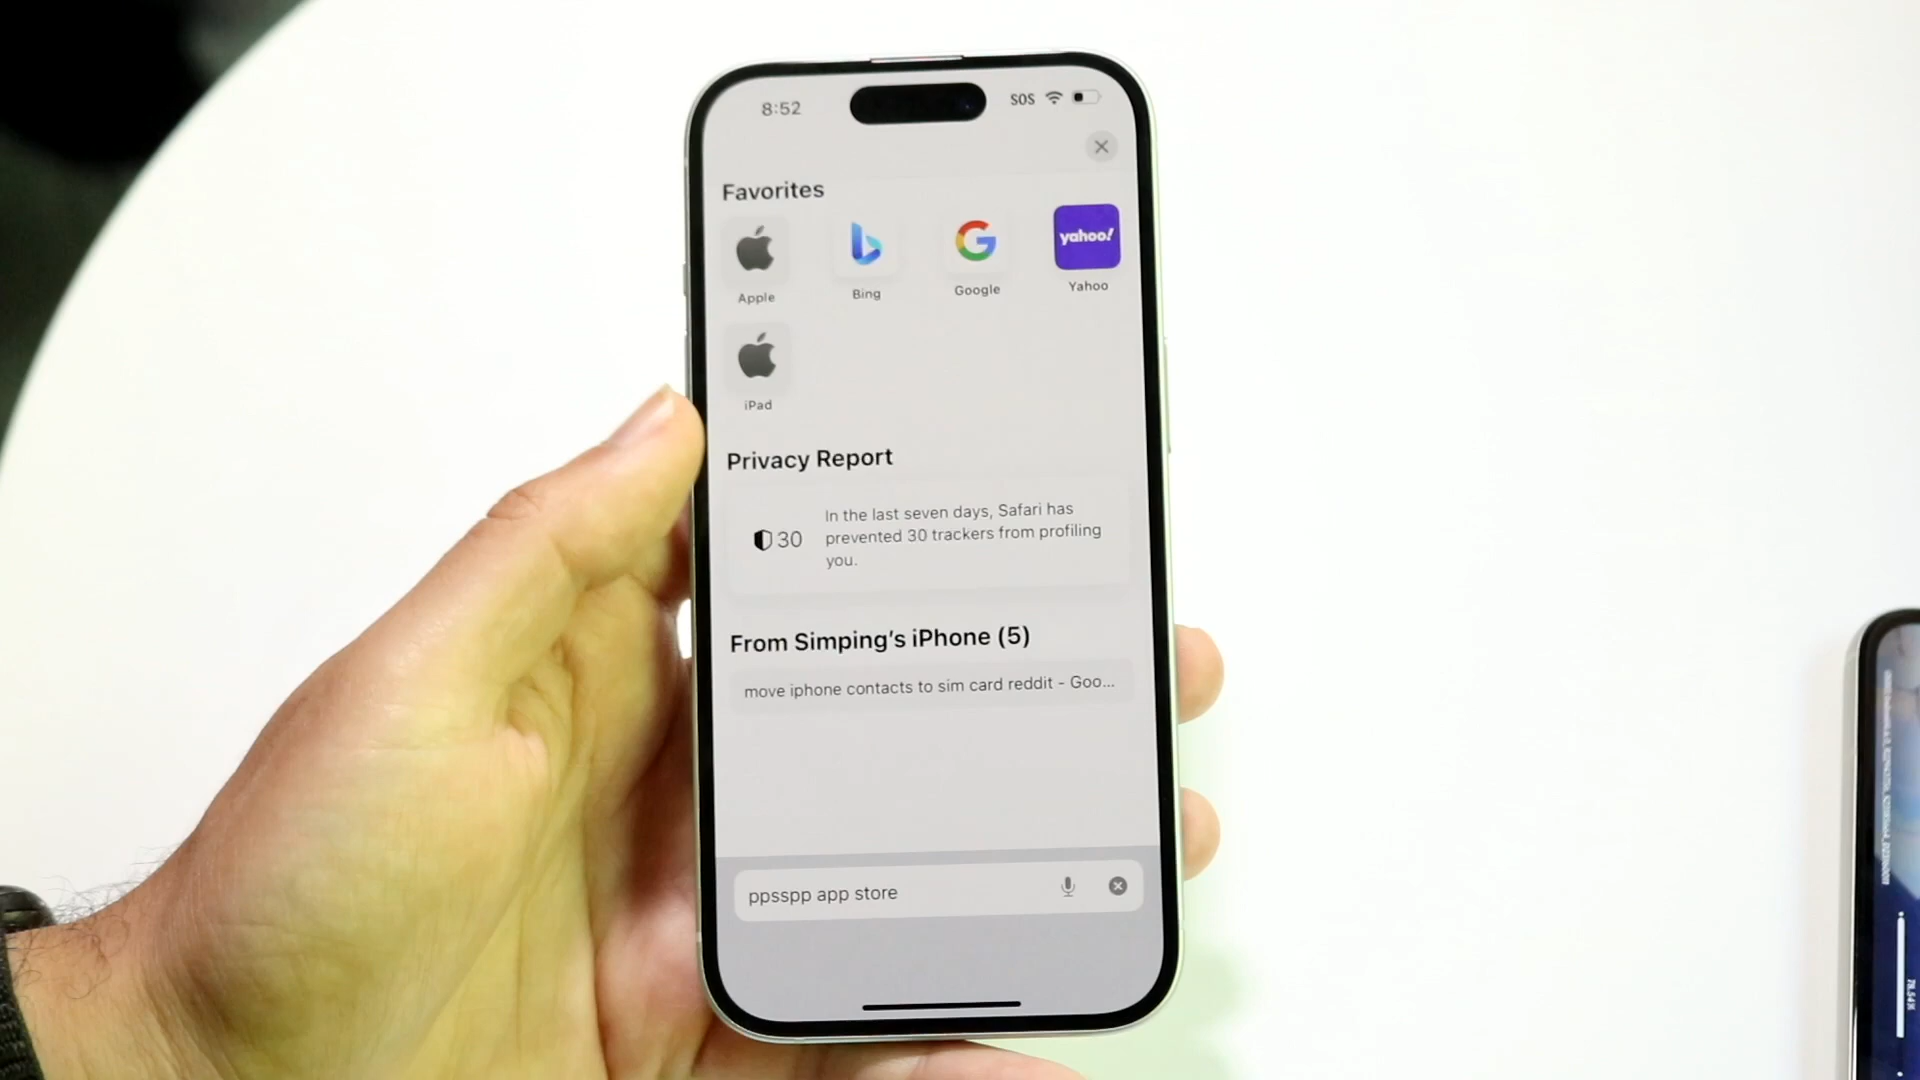 8:52
SOS
Favorites
yahoo!
Apple
Bing
Google
Yahoo
iPad
Privacy Report
30
In the last seven days, Safari has
prevented 30 trackers from profiling
you.
From Simping's iPhone (5)
move iphone contacts to sim card reddit - Goo...
ppsspp app store
78.54%